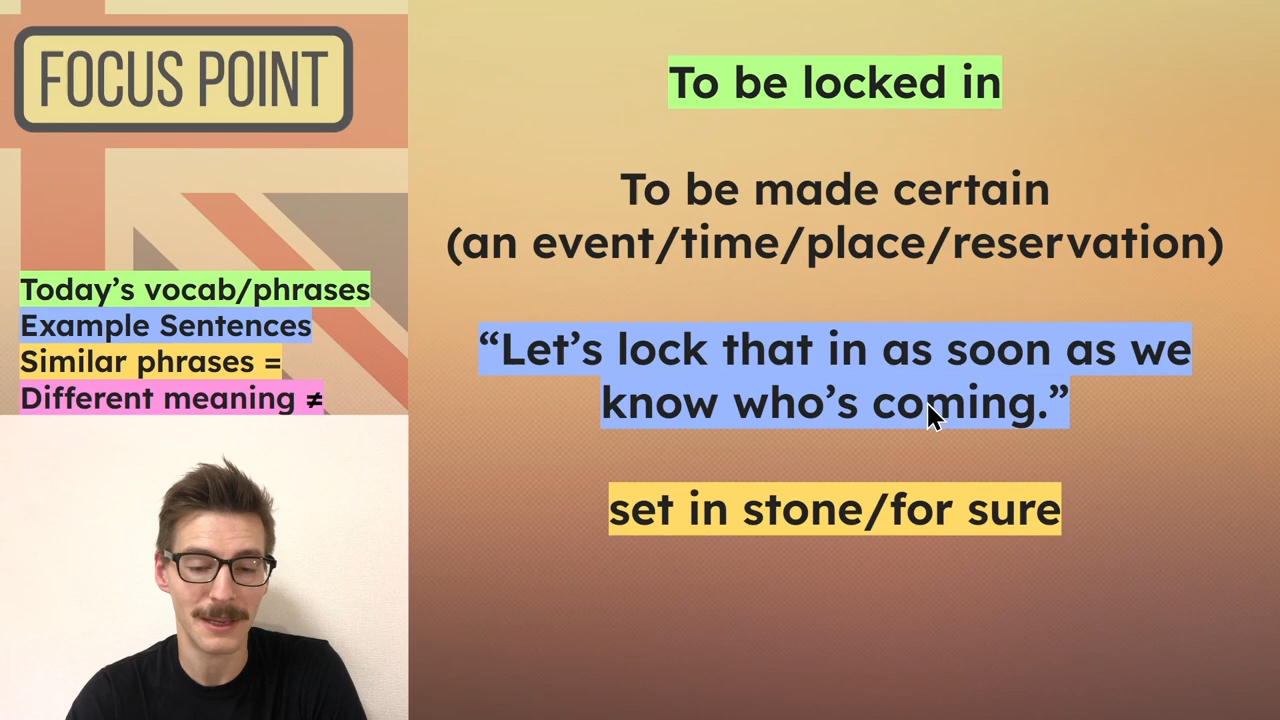 FOCUS POINT
Today’s vocab/phrases
Example Sentences
Similar phrases =
Different meaning ≠
To be locked in
To be made certain
(an event/time/place/reservation)
“Let’s lock that in as soon as we
know who’s coming.”
set in stone/for sure